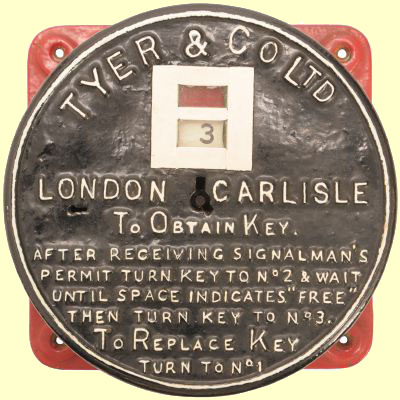 TYER & CO LTD
3
LONDON CARLISLE
TO OBTAIN KEY.
AFTER RECEIVING SIGNALMAN'S
PERMIT TURN KEY TO Nº2 & WAIT
UNTIL SPACE INDICATES "FREE"
THEN TURN KEY TO Nº3.
TO REPLACE KEY
TURN TO Nº1